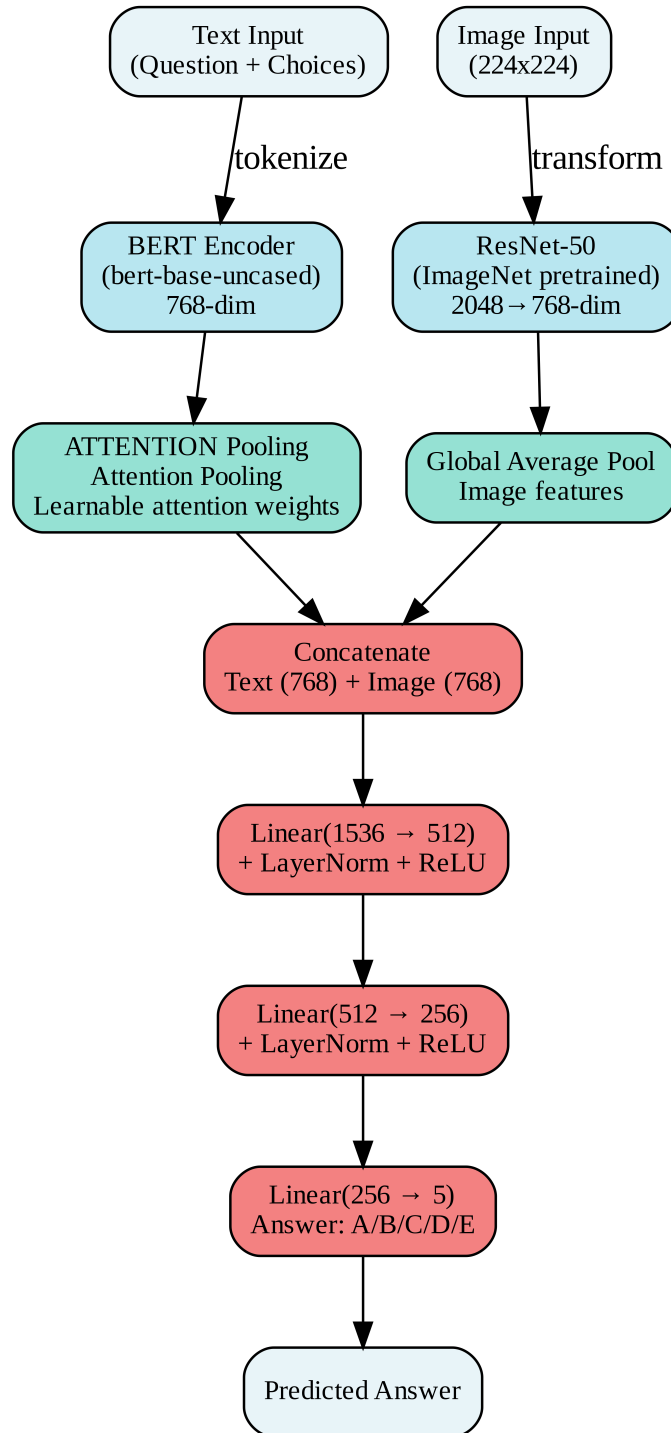 Text Input
(Question + Choices)
Image Input
(224x224)
tokenize
transform
BERT Encoder
(bert-base-uncased)
768-dim
ResNet-50
(ImageNet pretrained)
2048→768-dim
ATTENTION Pooling
Attention Pooling
Learnable attention weights
Global Average Pool
Image features
Concatenate
Text (768) + Image (768)
Linear(1536 → 512)
+ LayerNorm + ReLU
Linear(512 → 256)
+ LayerNorm + ReLU
Linear(256 → 5)
Answer: A/B/C/D/E
Predicted Answer